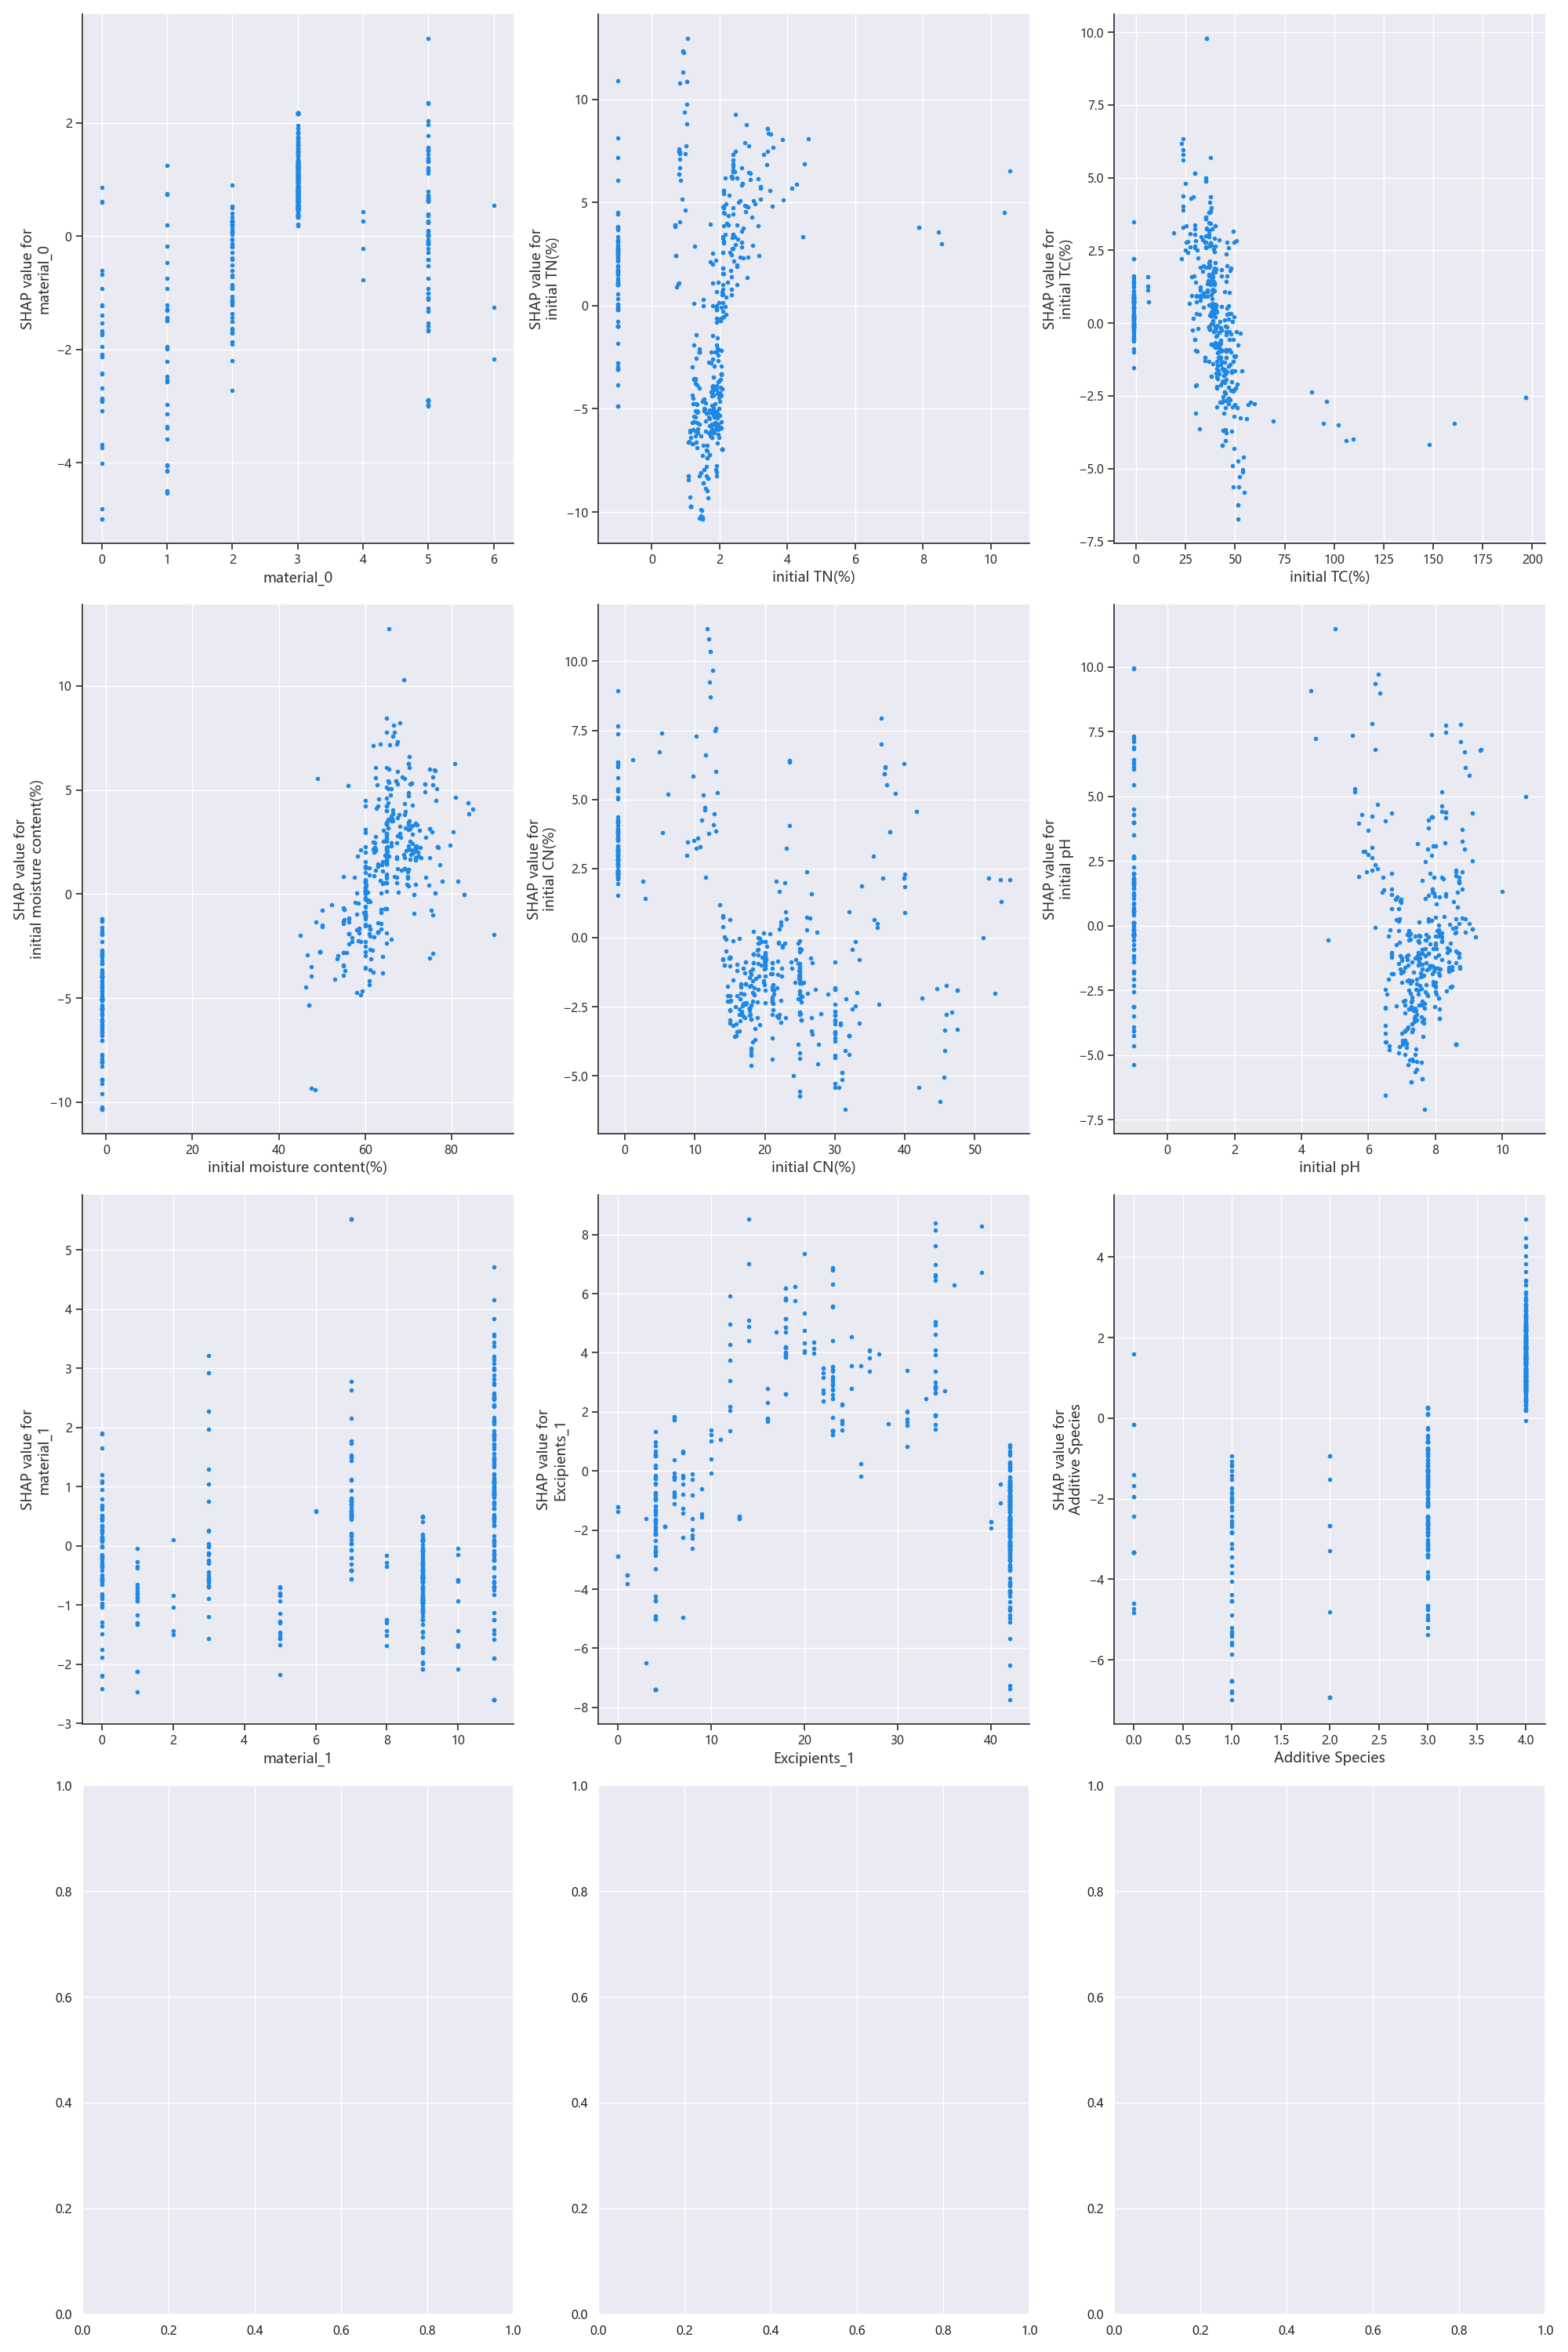 2
0
−2
−4
SHAP value for
material_0
0 1 2 3 4 5 6
material_0
10
5
0
−5
−10
SHAP value for
initial TN(%)
0 2 4 6 8 10
initial TN(%)
10.0
7.5
5.0
2.5
0.0
−2.5
−5.0
−7.5
SHAP value for
initial TC(%)
0 25 50 75 100 125 150 175 200
initial TC(%)
10
5
0
−5
−10
SHAP value for
initial moisture content(%)
0 20 40 60 80
initial moisture content(%)
10.0
7.5
5.0
2.5
0.0
−2.5
−5.0
SHAP value for
initial CN(%)
0 10 20 30 40 50
initial CN(%)
10.0
7.5
5.0
2.5
0.0
−2.5
−5.0
−7.5
SHAP value for
initial pH
0 2 4 6 8 10
initial pH
5
4
3
2
1
0
−1
−2
−3
SHAP value for
material_1
0 2 4 6 8 10
material_1
8
6
4
2
0
−2
−4
−6
−8
SHAP value for
Excipients_1
0 10 20 30 40
Excipients_1
4
2
0
−2
−4
−6
SHAP value for
Additive Species
0.0 0.5 1.0 1.5 2.0 2.5 3.0 3.5 4.0
Additive Species
1.0
0.8
0.6
0.4
0.2
0.0
0.0 0.2 0.4 0.6 0.8 1.0
1.0
0.8
0.6
0.4
0.2
0.0
0.0 0.2 0.4 0.6 0.8 1.0
1.0
0.8
0.6
0.4
0.2
0.0
0.0 0.2 0.4 0.6 0.8 1.0